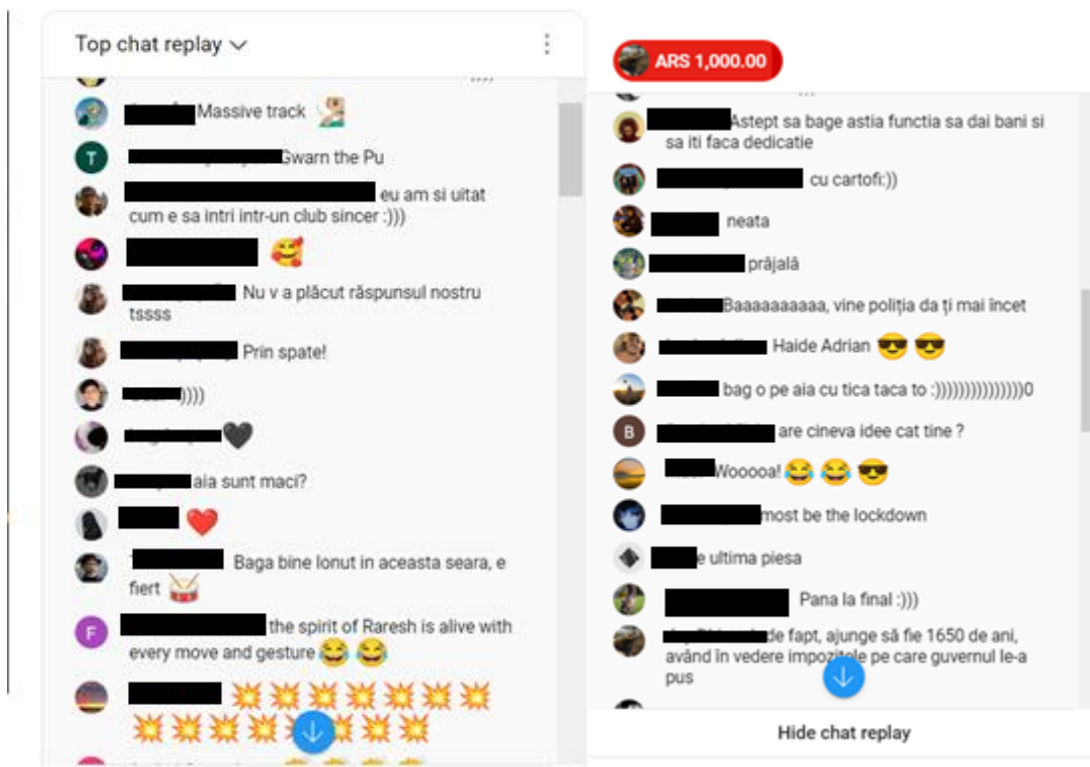 Top chat replay
Massive track
T
Gwarn the Pu
eu am si uitat
cum e sa intri intr-un club sincer :)))
Nu v a plăcut răspunsul nostru
tssss
Prin spate!
))))
aia sunt maci?
Baga bine Ionut in aceasta seara, e
fiert
F
the spirit of Raresh is alive with
every move and gesture
ARS 1,000.00
Astept sa bage astia functia sa dai bani si
sa iti faca dedicatie
cu cartofi:))
neata
prăjală
Baaaaaaaaaa, vine poliția da ți mai încet
Haide Adrian
bag o pe aia cu tica taca to :)))))))))))))))0
B
are cineva idee cat tine ?
Wooooa!
most be the lockdown
e ultima piesa
Pana la final :)))
de fapt, ajunge să fie 1650 de ani,
având în vedere impozitele pe care guvernul le-a
pus
Hide chat replay